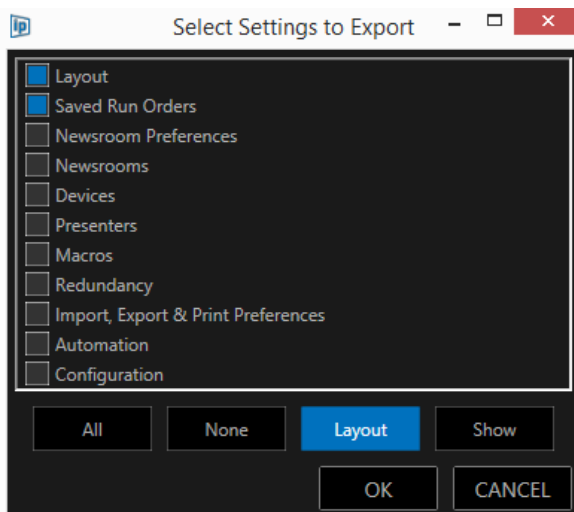 ip
Select Settings to Export
Layout
Saved Run Orders
Newsroom Preferences
Newsrooms
Devices
Presenters
Macros
Redundancy
Import, Export & Print Preferences
Automation
Configuration
All None Layout Show
OK CANCEL